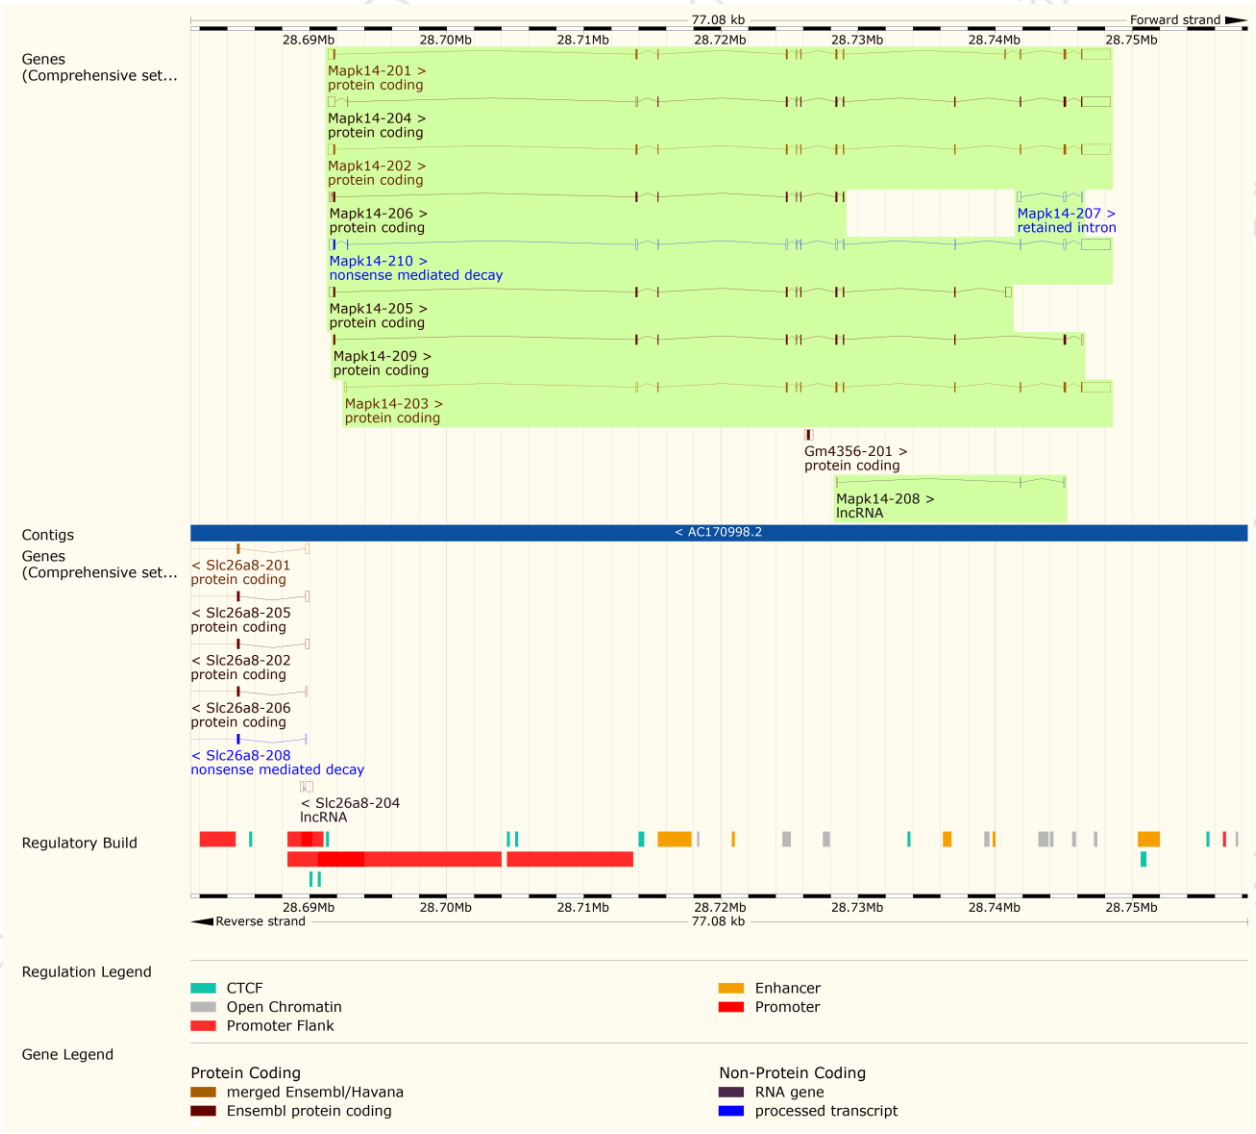 77.08 kb
Forward strand
28.69Mb 28.70Mb 28.71Mb 28.72Mb 28.73Mb 28.74Mb 28.75Mb
Genes
(Comprehensive set...
Mapk14-201 >
protein coding
Mapk14-204 >
protein coding
Mapk14-202 >
protein coding
Mapk14-206 >
protein coding
Mapk14-207 >
retained intron
Mapk14-210 >
nonsense mediated decay
Mapk14-205 >
protein coding
Mapk14-209 >
protein coding
Mapk14-203 >
protein coding
Gm4356-201 >
protein coding
Mapk14-208 >
lncRNA
Contigs
< AC170998.2
Genes
(Comprehensive set...
< Slc26a8-201
protein coding
< Slc26a8-205
protein coding
< Slc26a8-202
protein coding
< Slc26a8-206
protein coding
< Slc26a8-208
nonsense mediated decay
< Slc26a8-204
lncRNA
Regulatory Build
28.69Mb 28.70Mb 28.71Mb 28.72Mb 28.73Mb 28.74Mb 28.75Mb
Reverse strand
77.08 kb
Regulation Legend
CTCF
Open Chromatin
Promoter Flank
Enhancer
Promoter
Gene Legend
Protein Coding
merged Ensembl/Havana
Ensembl protein coding
Non-Protein Coding
RNA gene
processed transcript